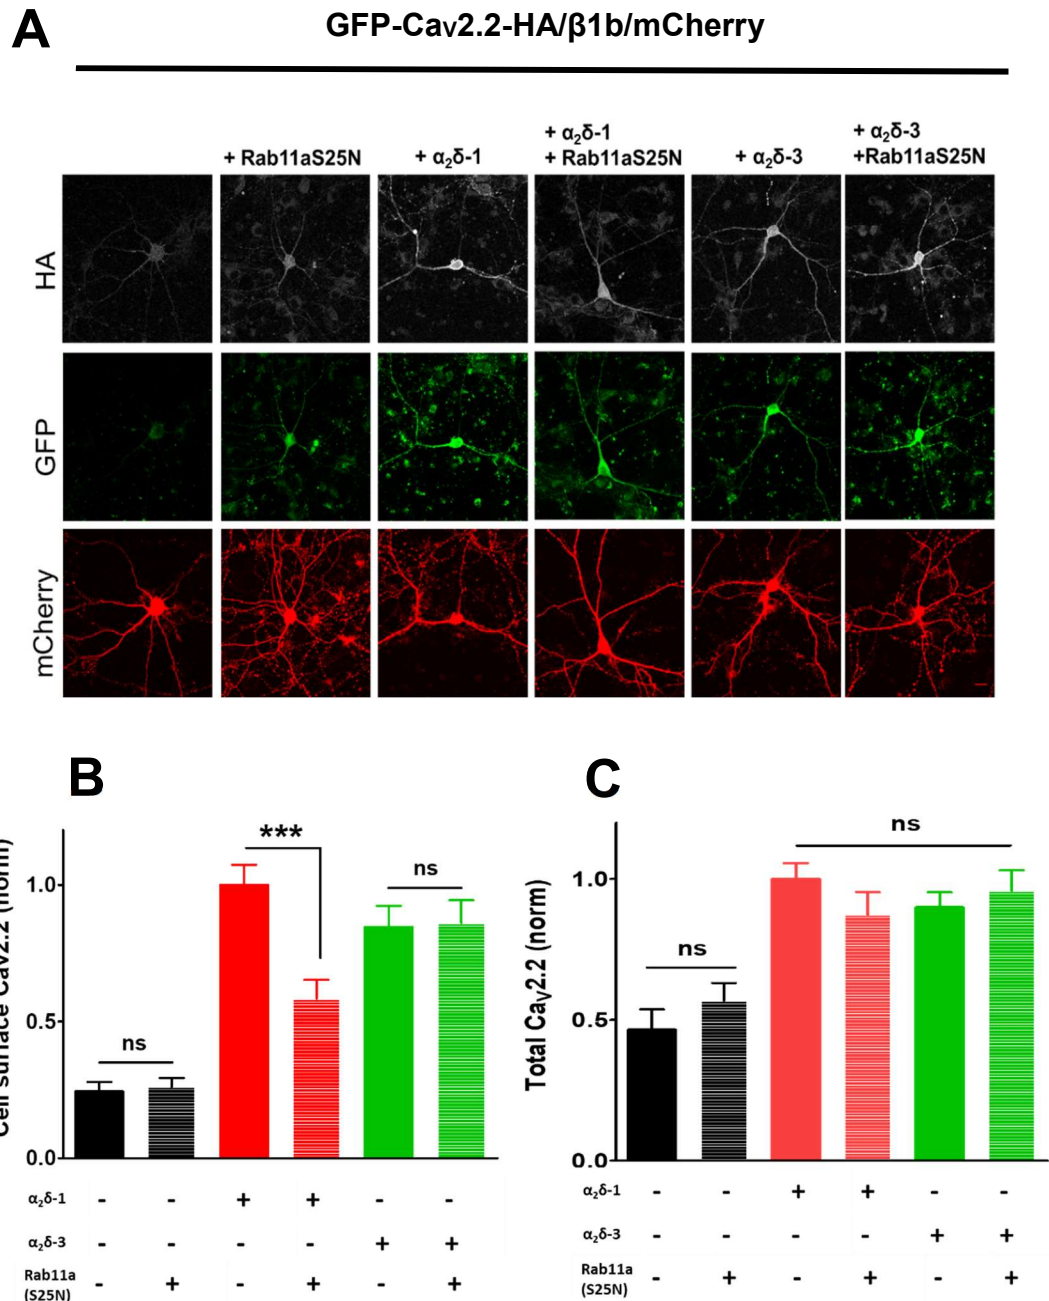 A
GFP-CaV2.2-HA/β1b/mCherry
+ Rab11aS25N
+ α2δ-1
+ α2δ-1
+ Rab11aS25N
+ α2δ-3
+ α2δ-3
+Rab11aS25N
HA
GFP
mCherry
B
Cell surface CaV2.2 (norm)
1.0
0.5
0.0
ns
***
ns
α2δ-1 - - + + - -
α2δ-3 - - - - + +
Rab11a
(S25N) - + - + - +
C
Total CaV2.2 (norm)
1.0
0.5
0.0
ns
ns
α2δ-1 - - + + - -
α2δ-3 - - - - + +
Rab11a
(S25N) - + - + - +